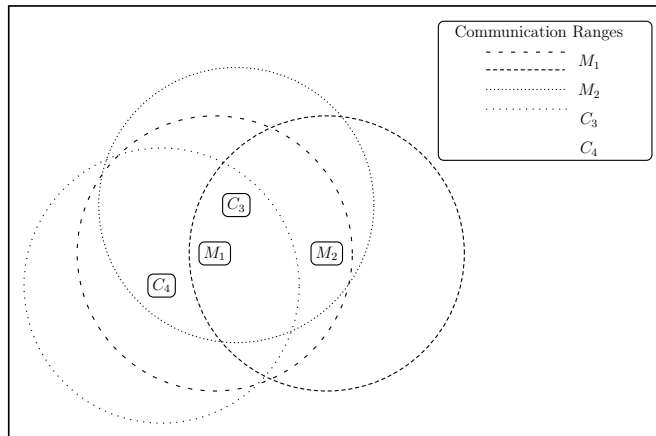 Communication Ranges
M₁
M₂
C₃
C₄
C₃
M₁ M₂
C₄